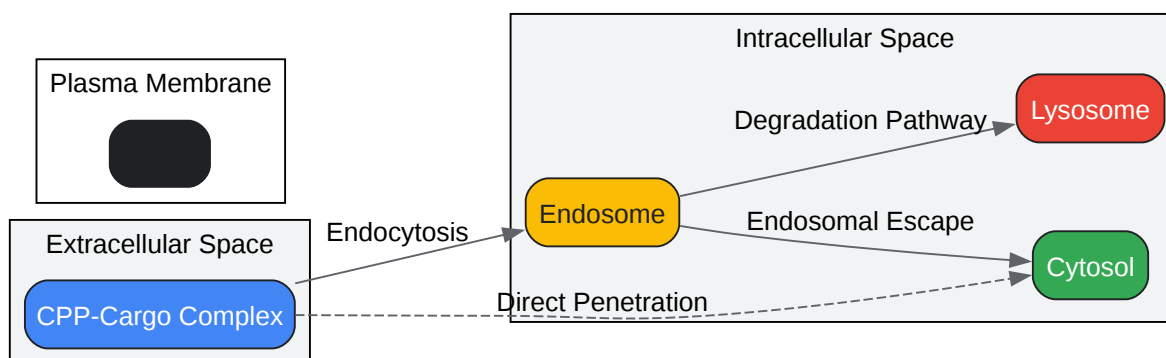 Intracellular Space
Plasma Membrane
Lysosome
Degradation Pathway
Endosome
Endosomal Escape
Endocytosis
Extracellular Space
Cytosol
Direct Penetration
CPP-Cargo Complex